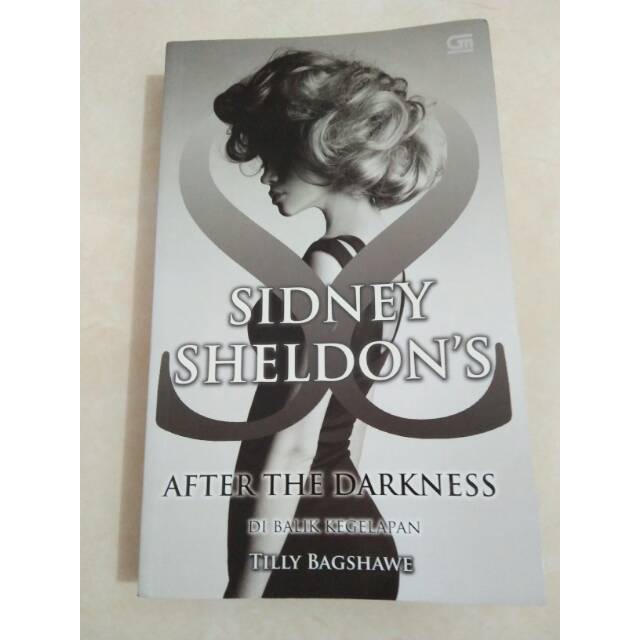 SIDNEY
SHELDON'S
AFTER THE DARKNESS
DI BALIK KEGELAPAN
TILLY BAGSHAWE